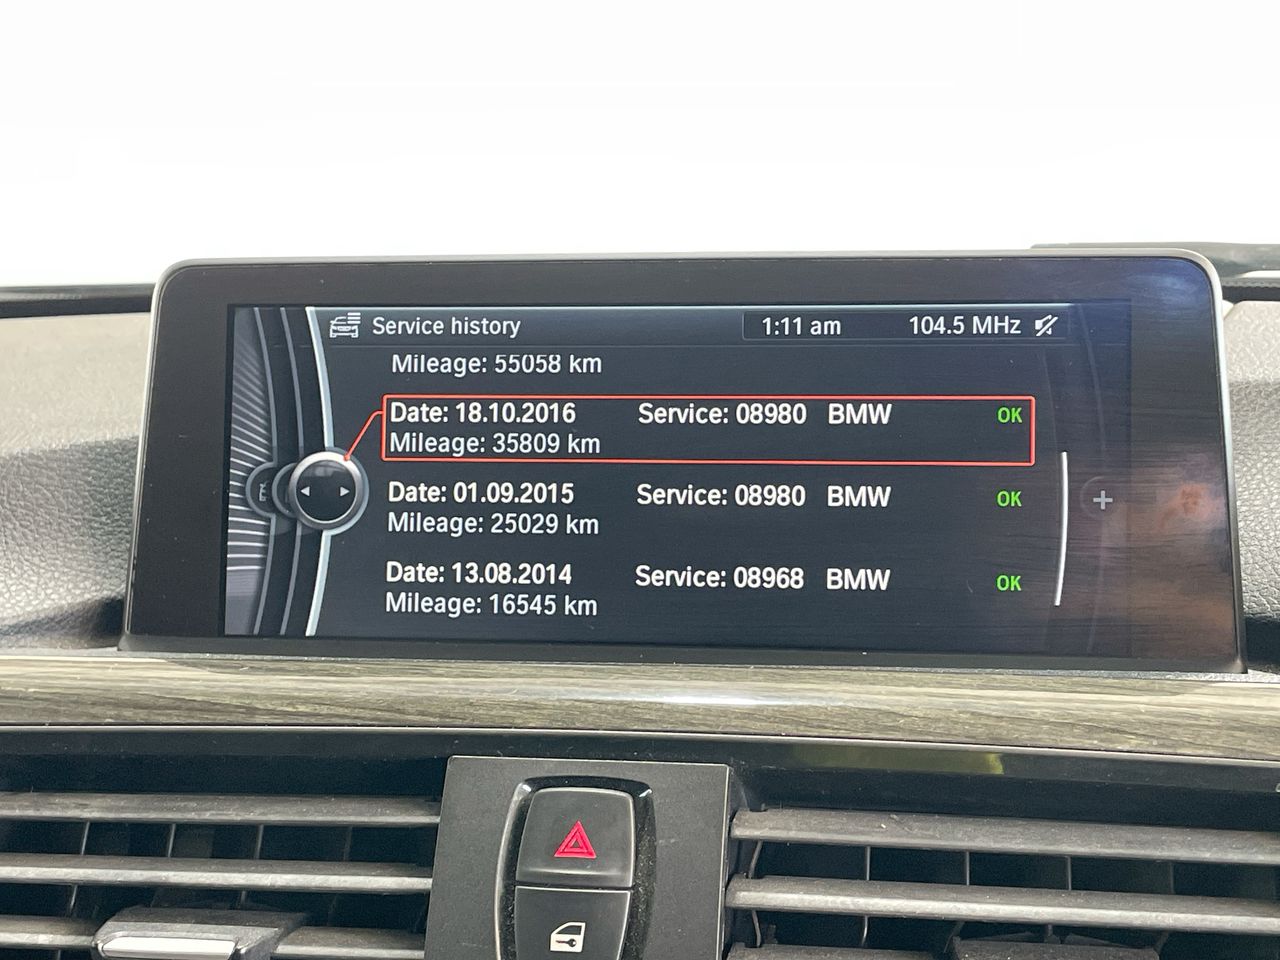 Service history 1:11 am 104.5 MHz
Mileage: 55058 km
Date: 18.10.2016 Service: 08980 BMW OK
Mileage: 35809 km
Date: 01.09.2015 Service: 08980 BMW OK
Mileage: 25029 km
Date: 13.08.2014 Service: 08968 BMW OK
Mileage: 16545 km